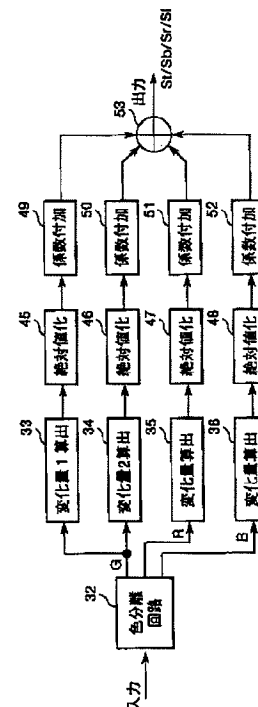 入力
32
色分離
回路
G
R
B
33
変化量1算出
34
変化量2算出
35
変化量算出
36
変化量算出
45
絶対値化
46
絶対値化
47
絶対値化
48
絶対値化
49
係数付加
50
係数付加
51
係数付加
52
係数付加
53
出力
St/Sb/Sr/Sl